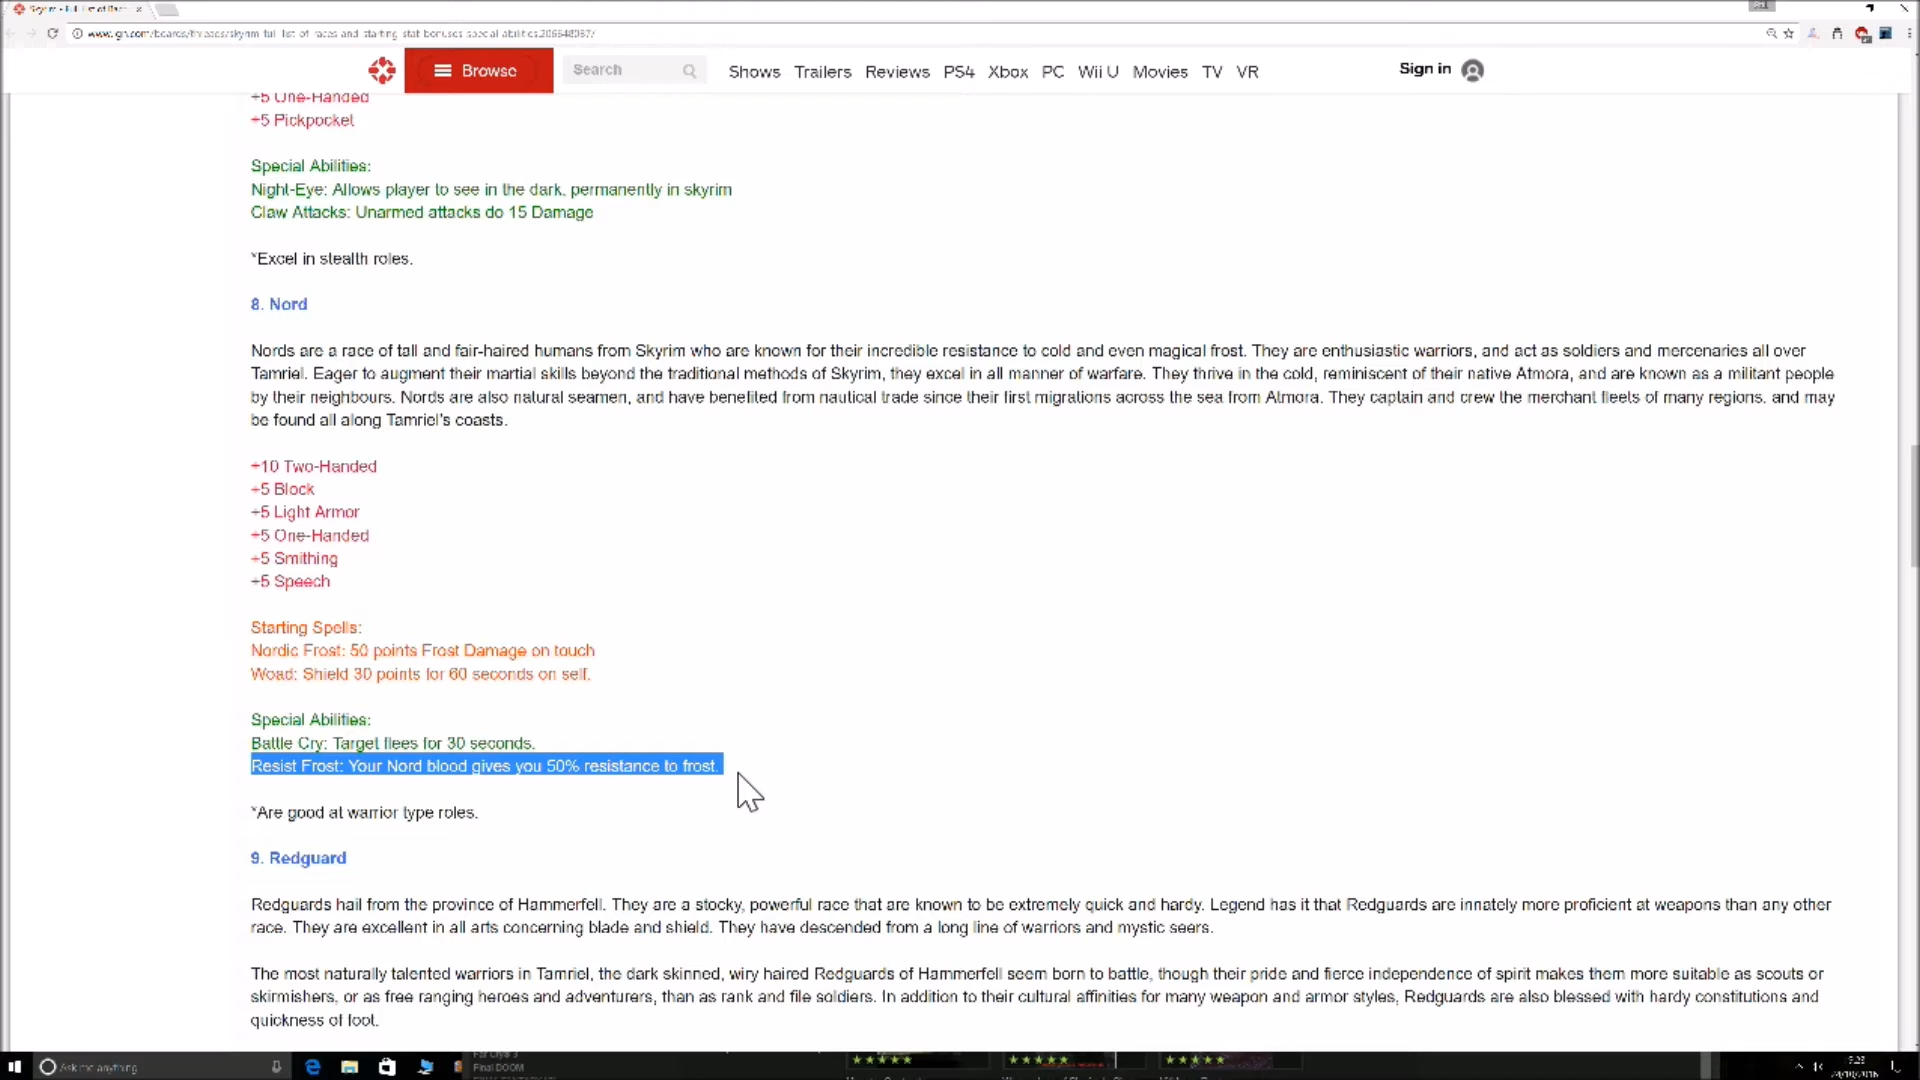 Browse
Search
Shows Trailers Reviews PS4 Xbox PC Wii U Movies TV VR
Sign in
+5 One-Handed
+5 Pickpocket
Special Abilities:
Night-Eye: Allows player to see in the dark, permanently in skyrim
Claw Attacks: Unarmed attacks do 15 Damage
*Excel in stealth roles.
8. Nord
Nords are a race of tall and fair-haired humans from Skyrim who are known for their incredible resistance to cold and even magical frost. They are enthusiastic warriors, and act as soldiers and mercenaries all over
Tamriel. Eager to augment their martial skills beyond the traditional methods of Skyrim, they excel in all manner of warfare. They thrive in the cold, reminiscent of their native Atmora, and are known as a militant people
by their neighbours. Nords are also natural seamen, and have benefited from nautical trade since their first migrations across the sea from Atmora. They captain and crew the merchant fleets of many regions, and may
be found all along Tamriel's coasts.
+10 Two-Handed
+5 Block
+5 Light Armor
+5 One-Handed
+5 Smithing
+5 Speech
Starting Spells:
Nordic Frost: 50 points Frost Damage on touch
Woad: Shield 30 points for 60 seconds on self.
Special Abilities:
Battle Cry: Target flees for 30 seconds.
Resist Frost: Your Nord blood gives you 50% resistance to frost.
*Are good at warrior type roles.
9. Redguard
Redguards hail from the province of Hammerfell. They are a stocky, powerful race that are known to be extremely quick and hardy. Legend has it that Redguards are innately more proficient at weapons than any other
race. They are excellent in all arts concerning blade and shield. They have descended from a long line of warriors and mystic seers.
The most naturally talented warriors in Tamriel, the dark skinned, wiry haired Redguards of Hammerfell seem born to battle, though their pride and fierce independence of spirit makes them more suitable as scouts or
skirmishers, or as free ranging heroes and adventurers, than as rank and file soldiers. In addition to their cultural affinities for many weapon and armor styles, Redguards are also blessed with hardy constitutions and
quickness of foot.
Ask me anything
Far Cry® 3
Final DOOM